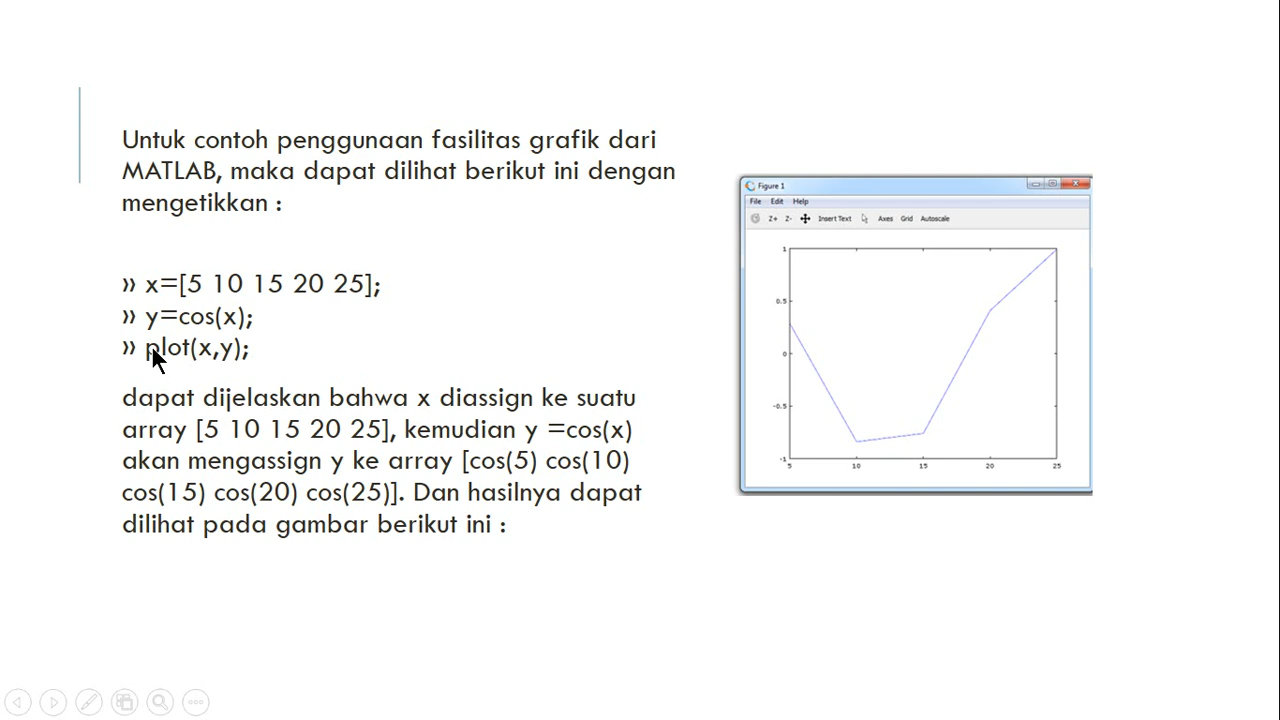 Untuk contoh penggunaan fasilitas grafik dari
MATLAB, maka dapat dilihat berikut ini dengan
mengetikkan :
» x=[5 10 15 20 25];
» y=cos(x);
» plot(x,y);
dapat dijelaskan bahwa x diassign ke suatu
array [5 10 15 20 25], kemudian y =cos(x)
akan mengassign y ke array [cos(5) cos(10)
cos(15) cos(20) cos(25)]. Dan hasilnya dapat
dilihat pada gambar berikut ini :
Figure 1
File Edit Help
Z+ Z- Insert Text Axes Grid Autoscale
1
0.5
0
-0.5
-1
5 10 15 20 25